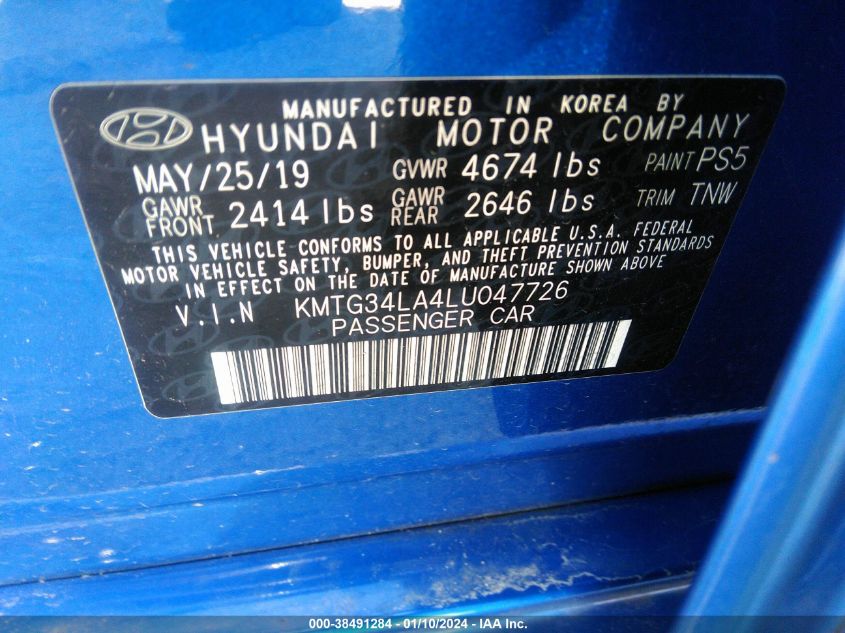 MANUFACTURED IN KOREA BY
HYUNDAI MOTOR COMPANY
MAY/25/19 GVWR 4674 lbs PAINT PS5
GAWR FRONT 2414 lbs GAWR REAR 2646 lbs TRIM TNW
THIS VEHICLE CONFORMS TO ALL APPLICABLE U.S.A. FEDERAL
MOTOR VEHICLE SAFETY, BUMPER, AND THEFT PREVENTION STANDARDS
IN EFFECT ON THE DATE OF MANUFACTURE SHOWN ABOVE
V.I.N KMTG34LA4LU047726
PASSENGER CAR
000-38491284 - 01/10/2024 - IAA Inc.